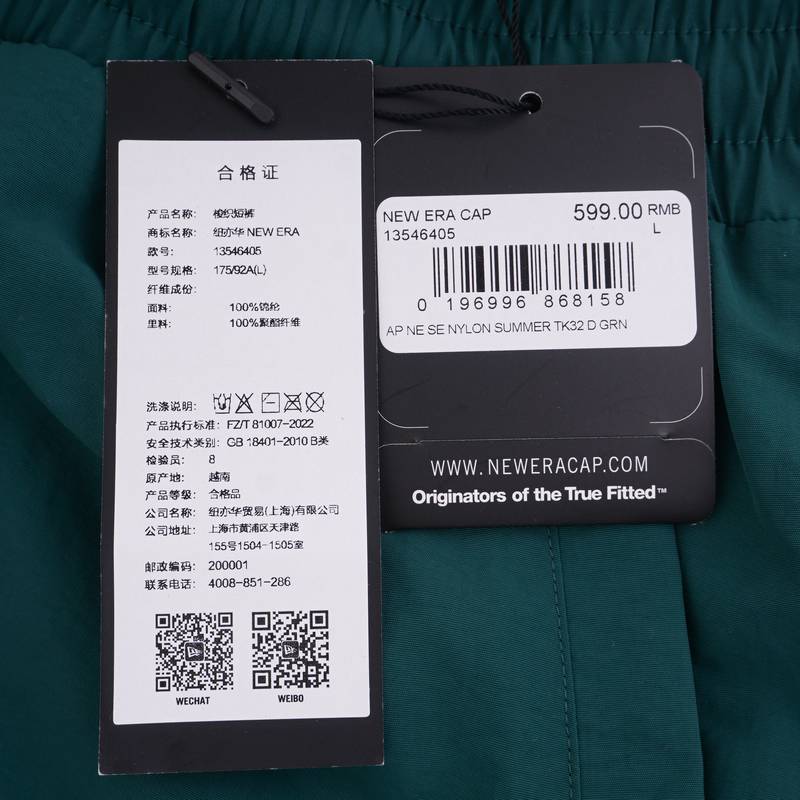 合格证
产品名称: 梭织短裤
商标名称: 纽亦华 NEW ERA
款号: 13546405
型号规格: 175/92A(L)
纤维成份:
面料: 100%锦纶
里料: 100%聚酯纤维
洗涤说明:
产品执行标准: FZ/T 81007-2022
安全技术类别: GB 18401-2010 B类
检验员: 8
原产地: 越南
产品等级: 合格品
公司名称: 纽亦华贸易(上海)有限公司
公司地址: 上海市黄浦区天津路
155号1504-1505室
邮政编码: 200001
联系电话: 4008-851-286
WECHAT WEIBO
NEW ERA CAP 599.00 RMB
13546405 L
0 196996 868158
AP NE SE NYLON SUMMER TK32 D GRN
WWW.NEWERACAP.COM
Originators of the True Fitted™